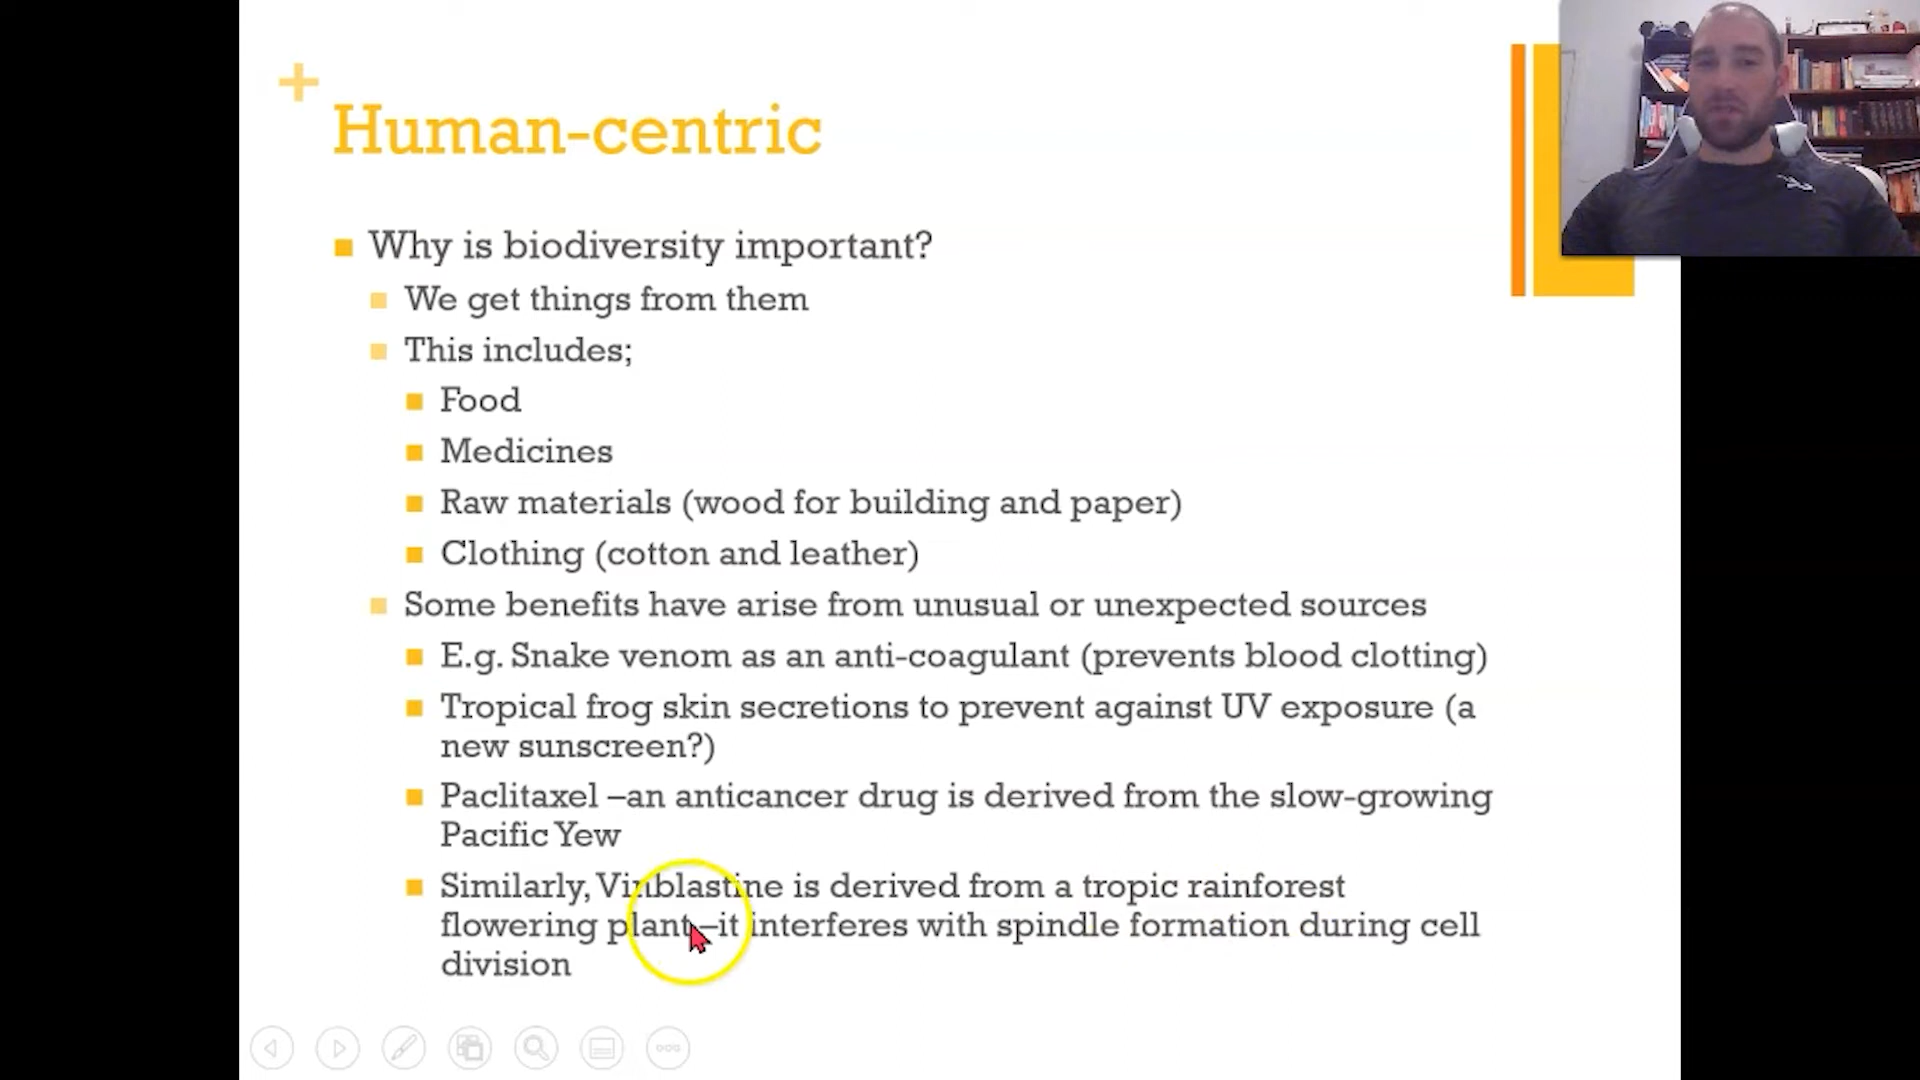 Human-centric
Why is biodiversity important?
We get things from them
This includes;
Food
Medicines
Raw materials (wood for building and paper)
Clothing (cotton and leather)
Some benefits have arise from unusual or unexpected sources
E.g. Snake venom as an anti-coagulant (prevents blood clotting)
Tropical frog skin secretions to prevent against UV exposure (a
new sunscreen?)
Paclitaxel –an anticancer drug is derived from the slow-growing
Pacific Yew
Similarly, Vinblastine is derived from a tropic rainforest
flowering plant –it interferes with spindle formation during cell
division